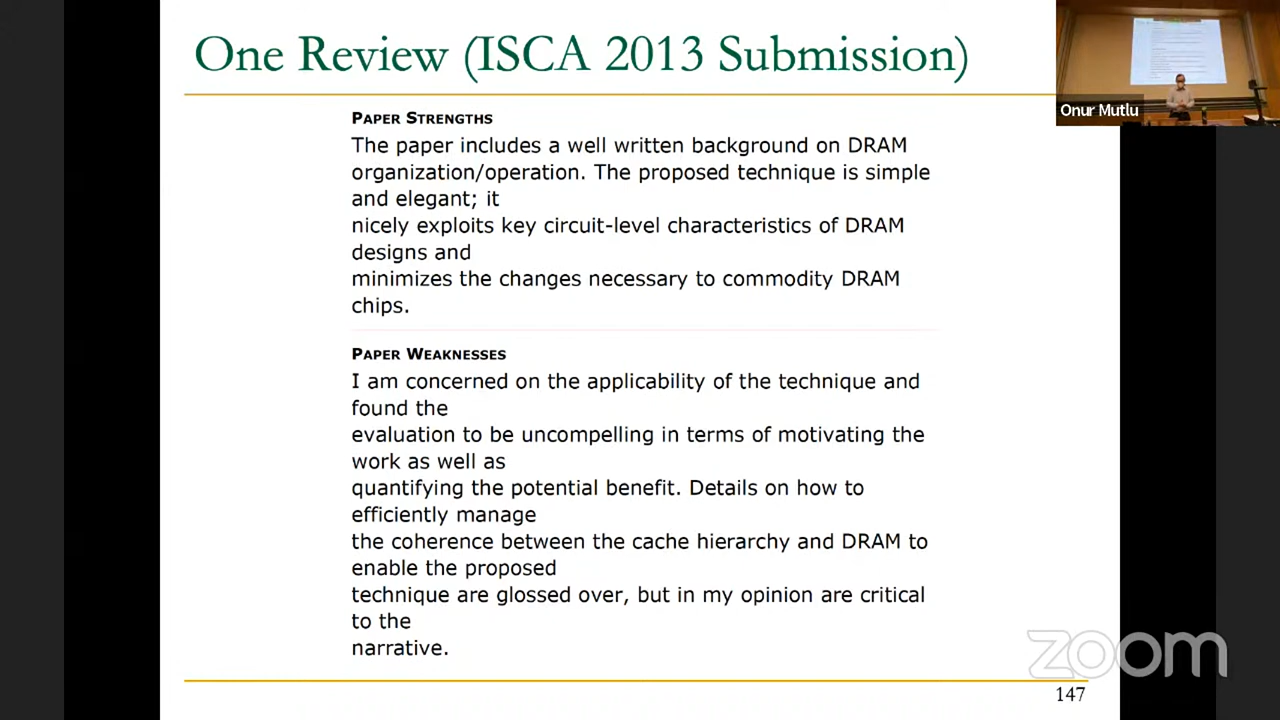 One Review (ISCA 2013 Submission)
Onur Mutlu
PAPER STRENGTHS
The paper includes a well written background on DRAM
organization/operation. The proposed technique is simple
and elegant; it
nicely exploits key circuit-level characteristics of DRAM
designs and
minimizes the changes necessary to commodity DRAM
chips.
PAPER WEAKNESSES
I am concerned on the applicability of the technique and
found the
evaluation to be uncompelling in terms of motivating the
work as well as
quantifying the potential benefit. Details on how to
efficiently manage
the coherence between the cache hierarchy and DRAM to
enable the proposed
technique are glossed over, but in my opinion are critical
to the
narrative.
zoom
147